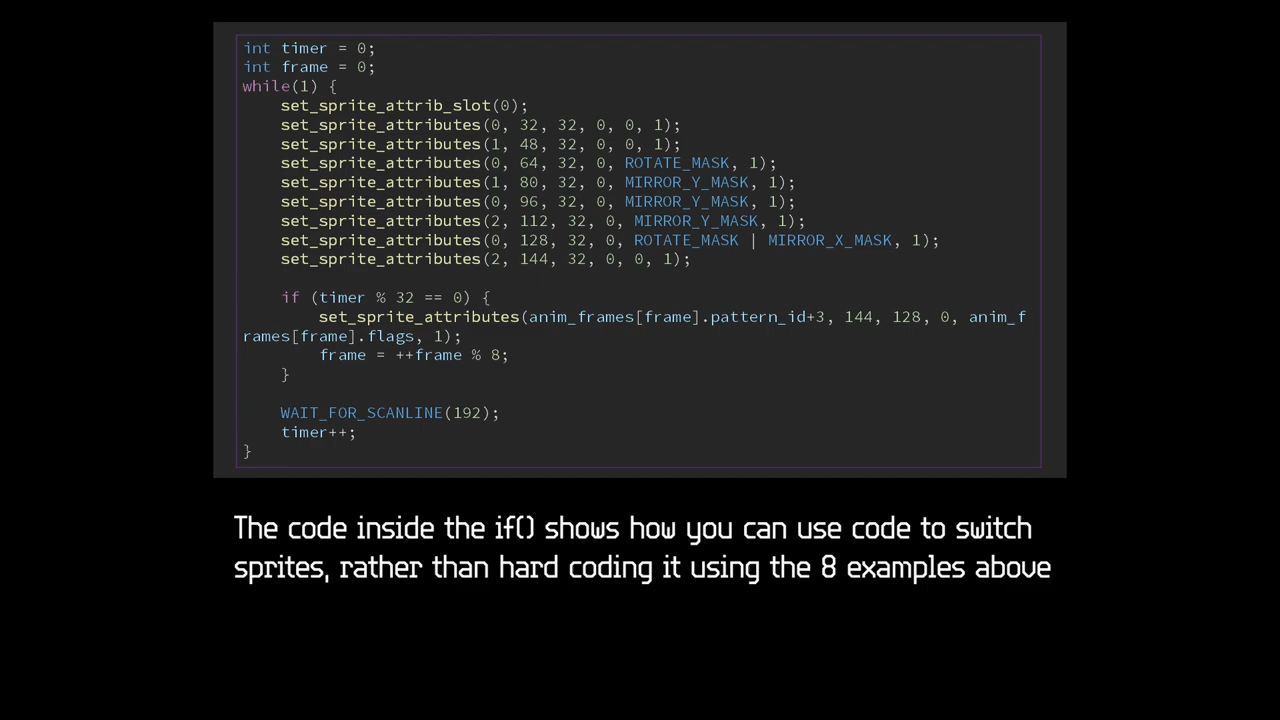 int timer = 0;
int frame = 0;
while(1) {
    set_sprite_attrib_slot(0);
    set_sprite_attributes(0, 32, 32, 0, 0, 1);
    set_sprite_attributes(1, 48, 32, 0, 0, 1);
    set_sprite_attributes(0, 64, 32, 0, ROTATE_MASK, 1);
    set_sprite_attributes(1, 80, 32, 0, MIRROR_Y_MASK, 1);
    set_sprite_attributes(0, 96, 32, 0, MIRROR_Y_MASK, 1);
    set_sprite_attributes(2, 112, 32, 0, MIRROR_Y_MASK, 1);
    set_sprite_attributes(0, 128, 32, 0, ROTATE_MASK | MIRROR_X_MASK, 1);
    set_sprite_attributes(2, 144, 32, 0, 0, 1);
    if (timer % 32 == 0) {
        set_sprite_attributes(anim_frames[frame].pattern_id+3, 144, 128, 0, anim_f
rames[frame].flags, 1);
        frame = ++frame % 8;
    }
    WAIT_FOR_SCANLINE(192);
    timer++;
}
The code inside the if() shows how you can use code to switch
sprites, rather than hard coding it using the 8 examples above